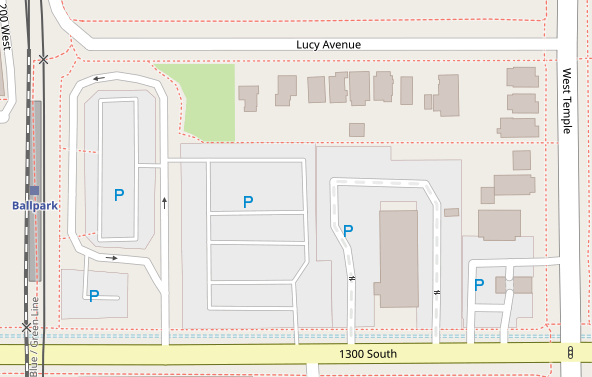 200 West
Lucy Avenue
West Temple
P
P
Ballpark
P
P
P
Blue / Green Line
1300 South